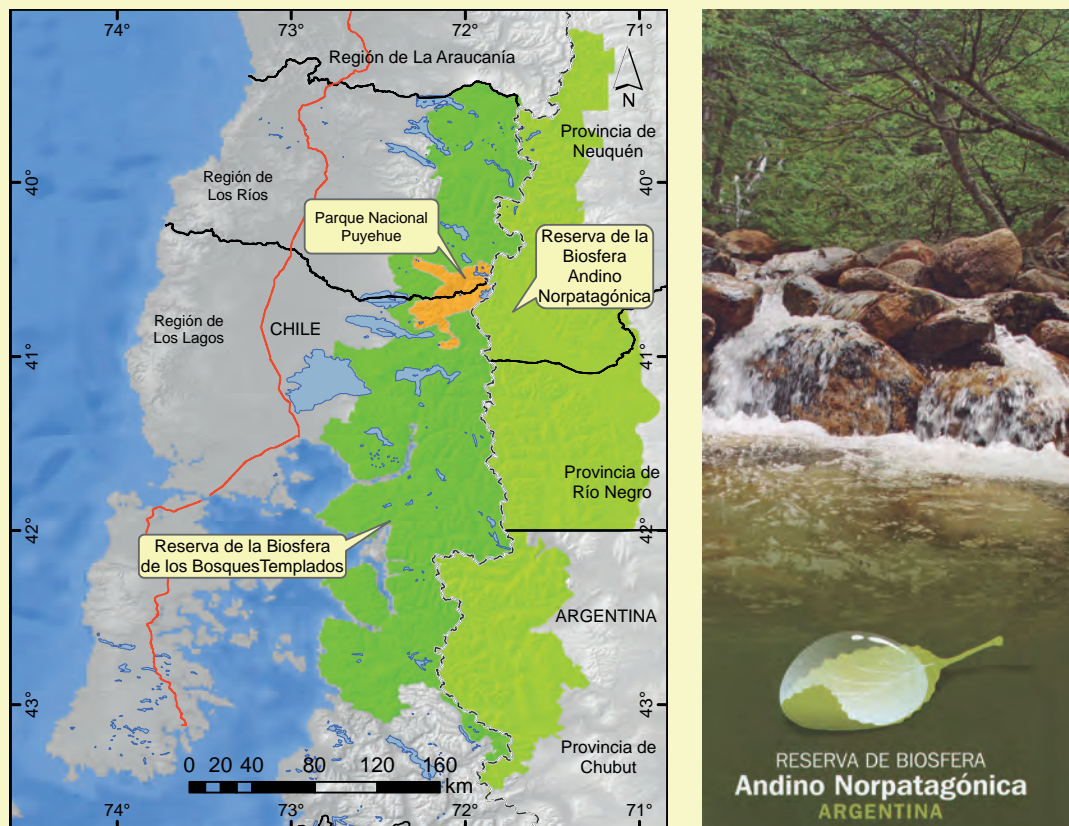 74°
73°
72°
71°
Región de La Araucanía
N
Provincia de
Neuquén
40°
40°
Región de
Los Ríos
Parque Nacional
Puyehue
Reserva de la
Biosfera
Andino
Norpatagónica
Región de
Los Lagos
CHILE
41°
41°
Provincia de
Río Negro
42°
42°
Reserva de la Biosfera
de los BosquesTemplados
ARGENTINA
43°
43°
Provincia de
Chubut
0 20 40 80 120 160
km
74°
73°
72°
71°
RESERVA DE BIOSFERA
Andino Norpatagónica
ARGENTINA